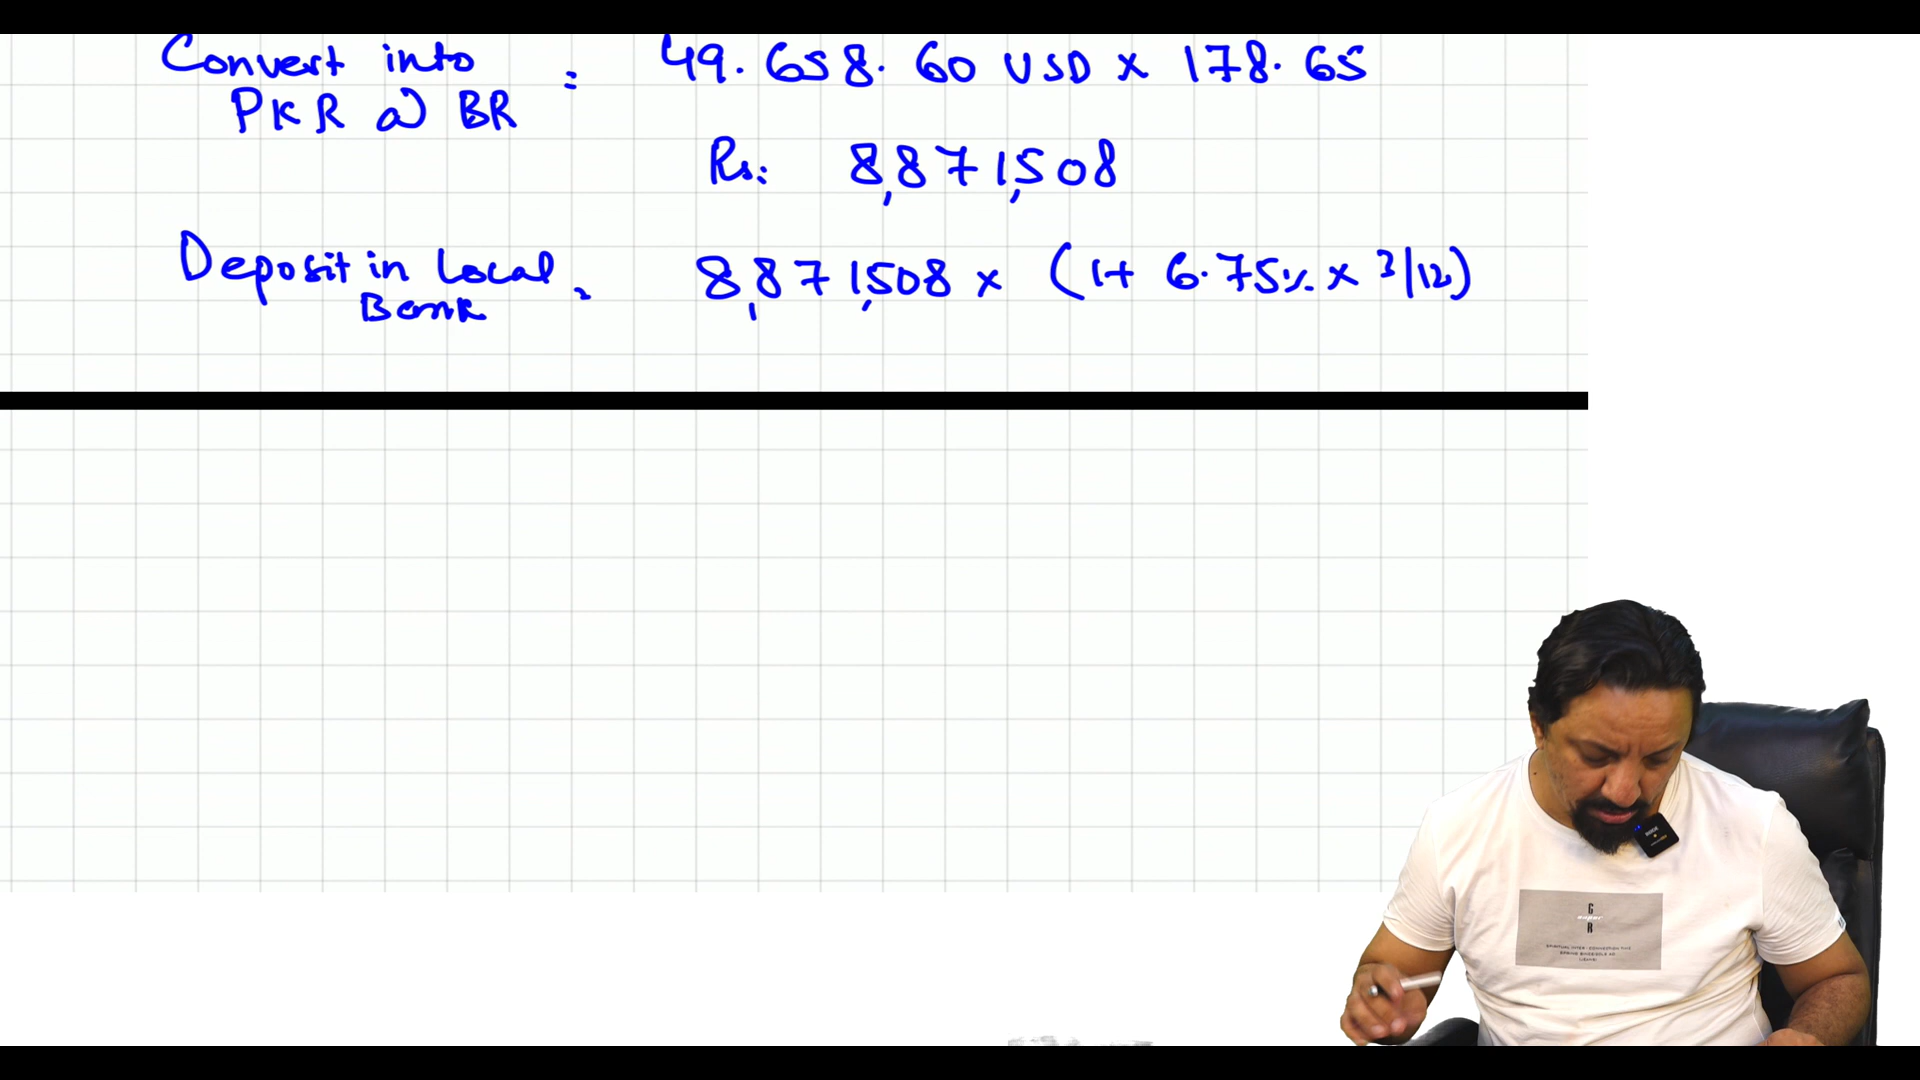 Convert into = 49.658.60 USD x 178.65
PKR @ BR
Rs: 8,871,508
Deposit in Local = 8,871,508 x (1+ 6.75% x 3/12)
Bank
G
R